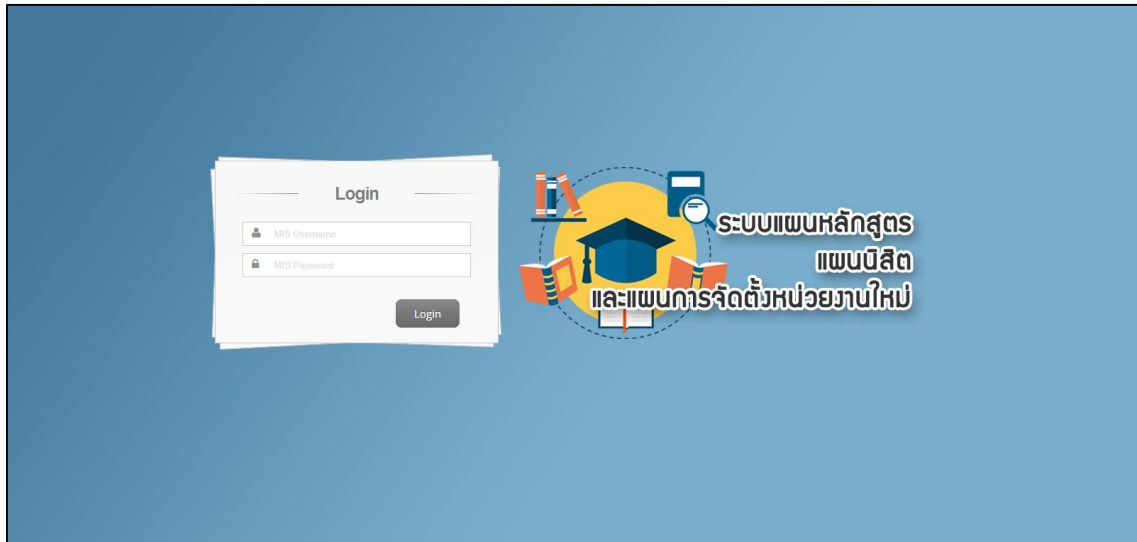 Login
MIS Username
MIS Password
Login
ระบบแผนหลักสูตร
แผนนิสิต
และแผนการจัดตั้งหน่วยงานใหม่